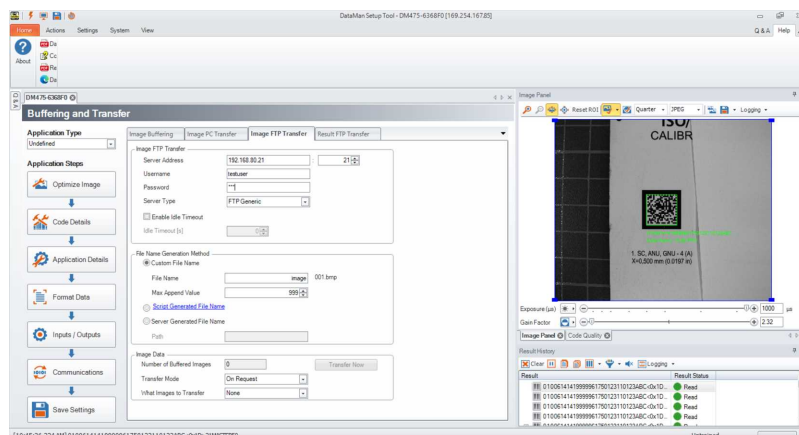 DataMan Setup Tool - DM475-6368F0 [169.254.167.85]
Home Actions Settings System View
Q & A Help
About
De
Cc
Re
De
Q & A
DM475-6368F0
Buffering and Transfer
Application Type
Undefined
Application Steps
Optimize Image
Code Details
Application Details
Format Data
Inputs / Outputs
Communications
Save Settings
Image Buffering Image PC Transfer Image FTP Transfer Result FTP Transfer
Image FTP Transfer
Server Address 192.168.80.21 : 21
Username testuser
Password
Server Type FTP Generic
Enable Idle Timeout
Idle Timeout [s] 0
File Name Generation Method
Custom File Name
File Name image 001.bmp
Max Append Value 999
Script Generated File Name
Server Generated File Name
Path
Image Data
Number of Buffered Images 0 Transfer Now
Transfer Mode On Request
What Images to Transfer None
Image Panel
Reset ROI Quarter JPEG Logging
ISO/
CALIBR
1. SC, ANU, GNU - 4 (A)
X=0,500 mm (0.0197 in)
Exposure (µs) 1000 µs
Gain Factor 2.32
Image Panel Code Quality
Result History
Clear Logging
Result Result Status
Read
Read
Read
Untrained